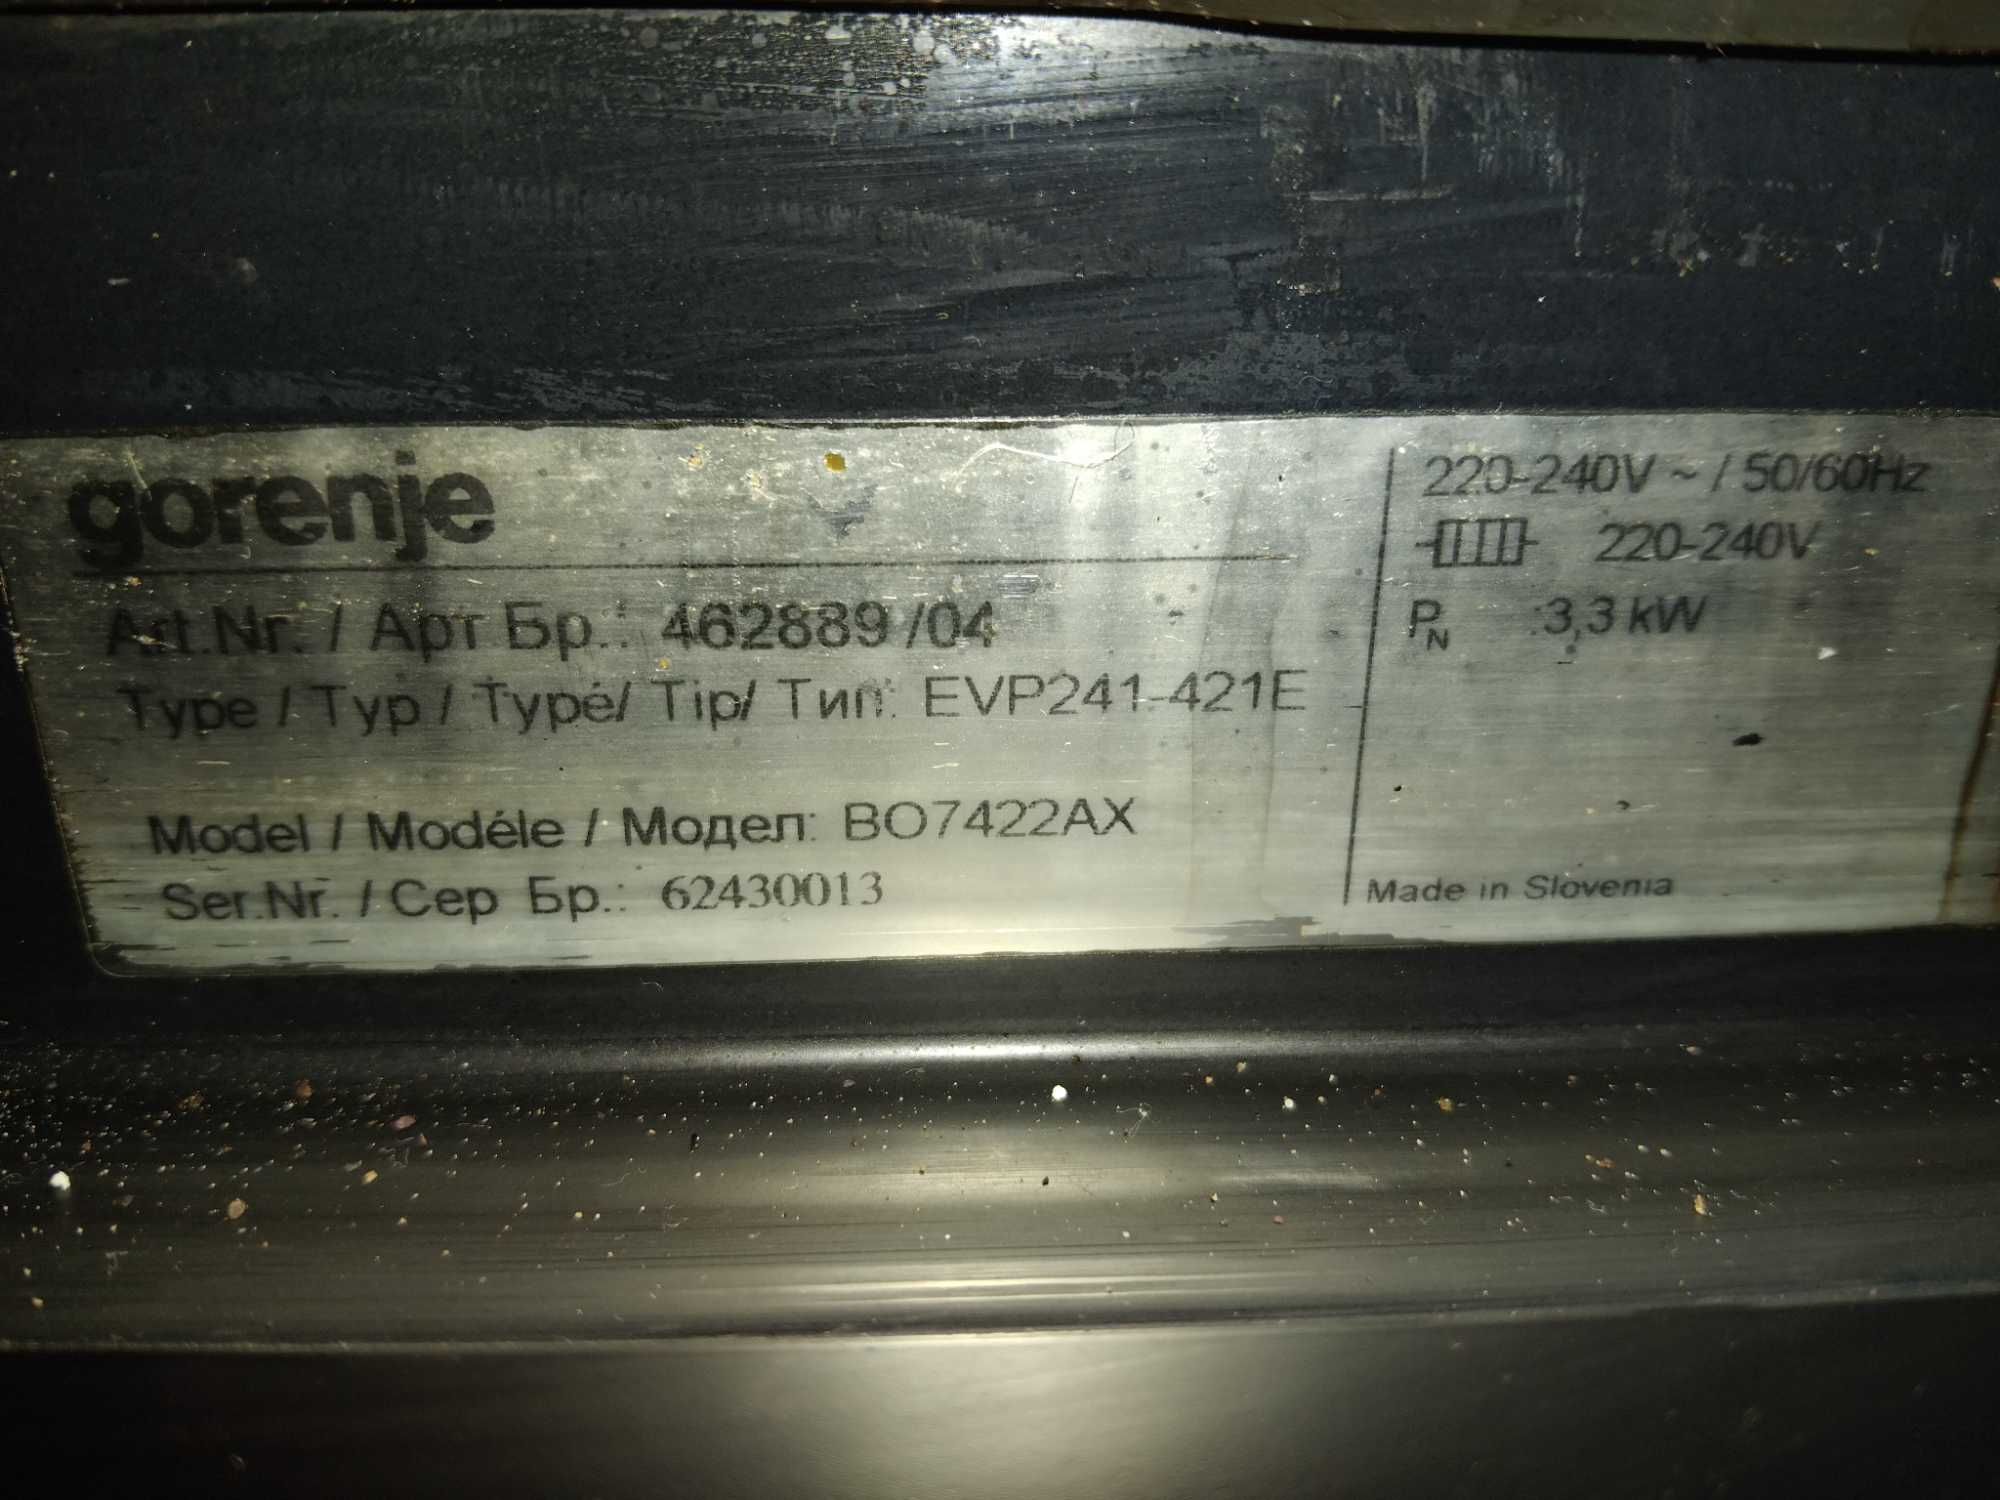 gorenje
Art.Nr. / Арт Бр.: 462889 /04
Type / Typ / Typé/ Tip/ Тип: EVP241-421E
Model / Modéle / Модел: BO7422AX
Ser.Nr. / Сер Бр.: 62430013
220-240V ~ / 50/60Hz
220-240V
PN :3,3 kW
Made in Slovenia